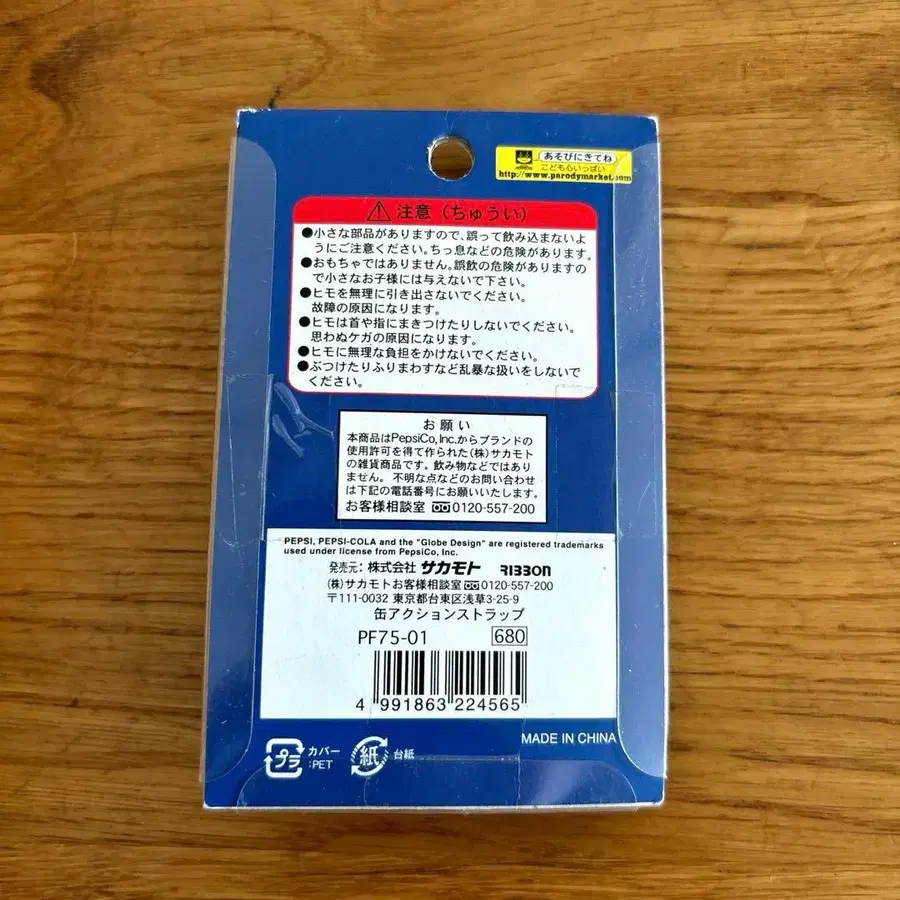 あそびにきてね
こども心いっぱい
http://www.parodymarket.com
注意（ちゅうい）
●小さな部品がありますので、誤って飲み込まないよ
うにご注意ください。ちっ息などの危険があります。
●おもちゃではありません。誤飲の危険がありますの
で小さなお子様には与えないで下さい。
●ヒモを無理に引き出さないでください。
故障の原因になります。
●ヒモは首や指にまきつけたりしないでください。
思わぬケガの原因になります。
●ヒモに無理な負担をかけないでください。
●ぶつけたりふりまわすなど乱暴な扱いをしないで
ください。
お願い
本商品はPepsiCo,Inc.からブランドの
使用許可を得て作られた(株)サカモト
の雑貨商品です。飲み物などではあり
ません。不明な点などのお問い合わせ
は下記の電話番号にお願いいたします。
お客様相談室 0120-557-200
PEPSI, PEPSI-COLA and the "Globe Design" are registered trademarks
used under license from PepsiCo, Inc.
発売元：株式会社 サカモト RIBBON
(株)サカモトお客様相談室 0120-557-200
〒111-0032 東京都台東区浅草3-25-9
缶アクションストラップ
PF75-01 680
4 991863 224565
MADE IN CHINA
プラ カバー :PET 紙 台紙